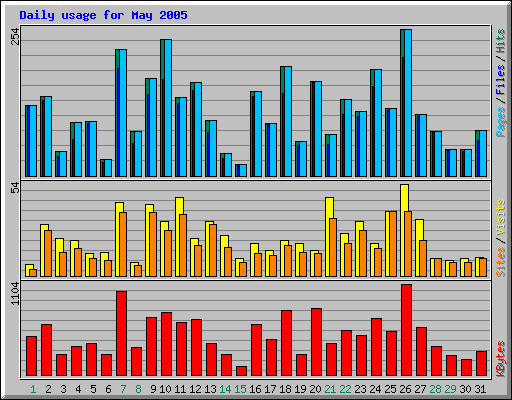 Daily usage for May 2005
254
Pages / Files / Hits
54
Sites / Visits
1104
KBytes
1 2 3 4 5 6 7 8 9 10 11 12 13 14 15 16 17 18 19 20 21 22 23 24 25 26 27 28 29 30 31